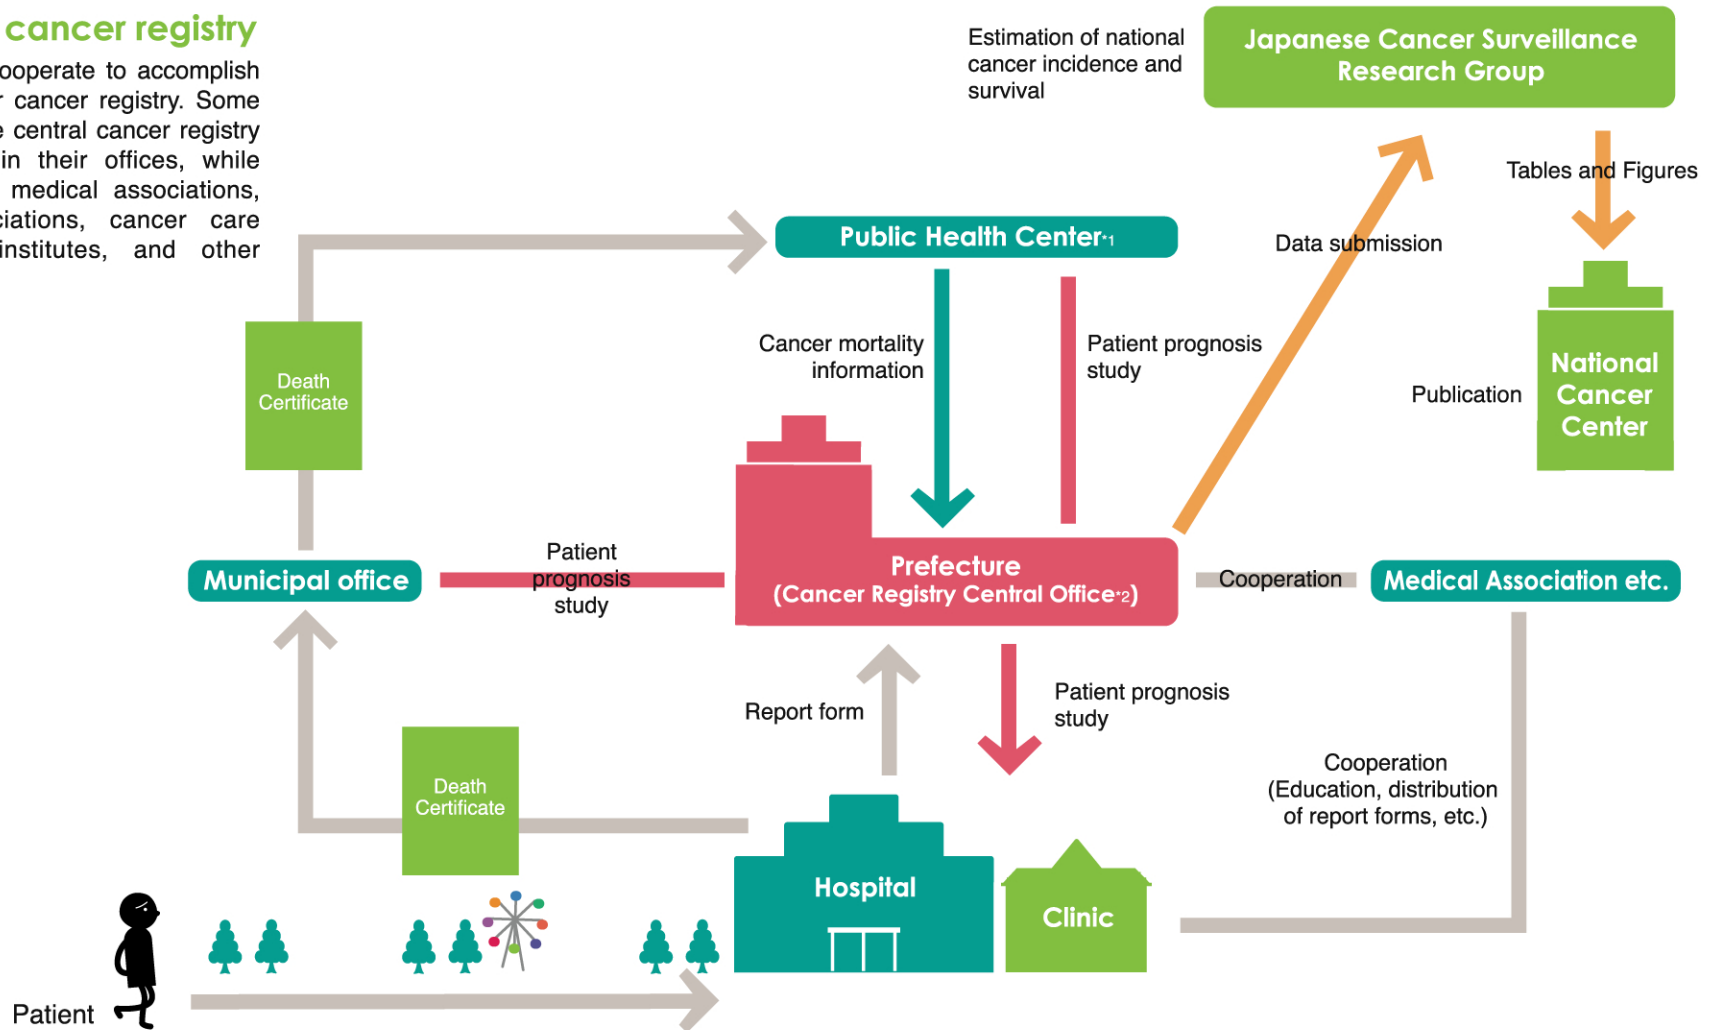 cancer registry
ooperate to accomplish
cancer registry. Some
central cancer registry
in their offices, while
medical associations,
ciations, cancer care
institutes, and other
Estimation of national
cancer incidence and
survival
Japanese Cancer Surveillance
Research Group
Tables and Figures
Data submission
Public Health Center*1
Cancer mortality
information
Patient prognosis
study
Death
Certificate
Publication
National
Cancer
Center
Municipal office
Patient
prognosis
study
Prefecture
(Cancer Registry Central Office*2)
Cooperation
Medical Association etc.
Report form
Patient prognosis
study
Cooperation
(Education, distribution
of report forms, etc.)
Death
Certificate
Hospital
Clinic
Patient